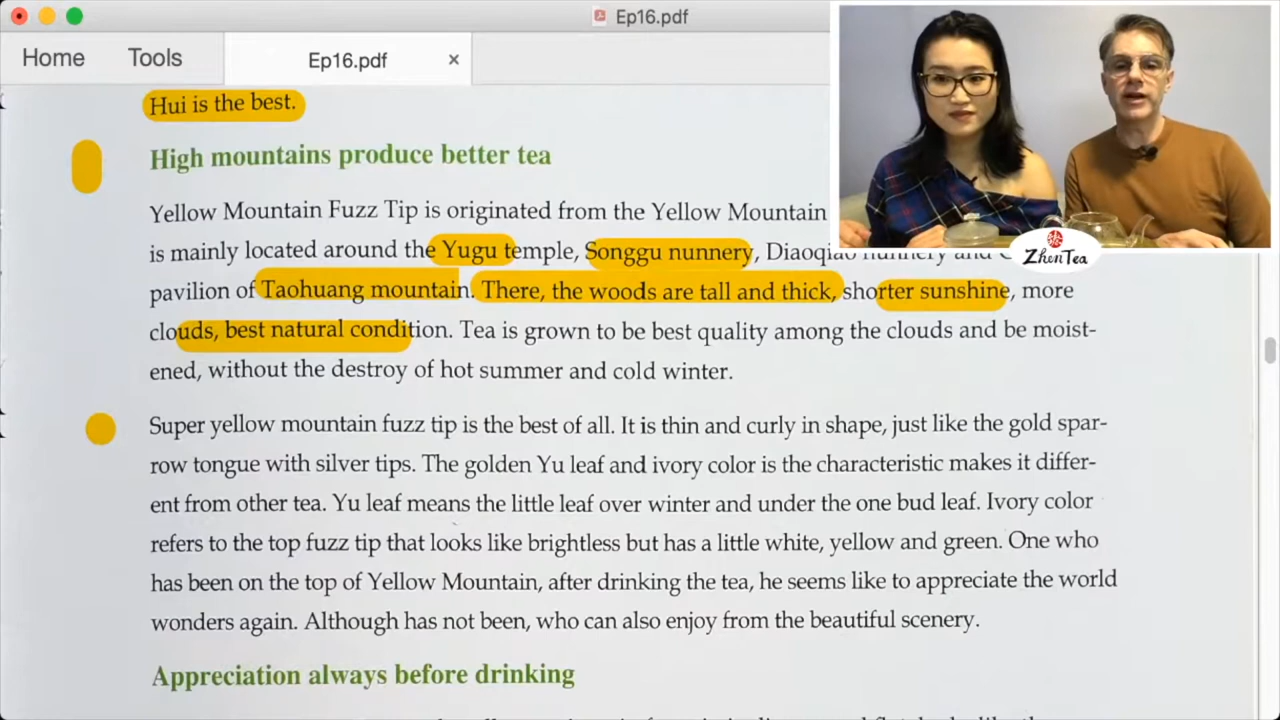 Ep16.pdf
Home Tools Ep16.pdf ×
Hui is the best.
High mountains produce better tea
Yellow Mountain Fuzz Tip is originated from the Yellow Mountain
is mainly located around the Yugu temple, Songgu nunnery, Diaoqiao nunnery and
pavilion of Taohuang mountain. There, the woods are tall and thick, shorter sunshine, more
clouds, best natural condition. Tea is grown to be best quality among the clouds and be moist-
ened, without the destroy of hot summer and cold winter.
Super yellow mountain fuzz tip is the best of all. It is thin and curly in shape, just like the gold spar-
row tongue with silver tips. The golden Yu leaf and ivory color is the characteristic makes it differ-
ent from other tea. Yu leaf means the little leaf over winter and under the one bud leaf. Ivory color
refers to the top fuzz tip that looks like brightless but has a little white, yellow and green. One who
has been on the top of Yellow Mountain, after drinking the tea, he seems like to appreciate the world
wonders again. Although has not been, who can also enjoy from the beautiful scenery.
Appreciation always before drinking
ZhenTea